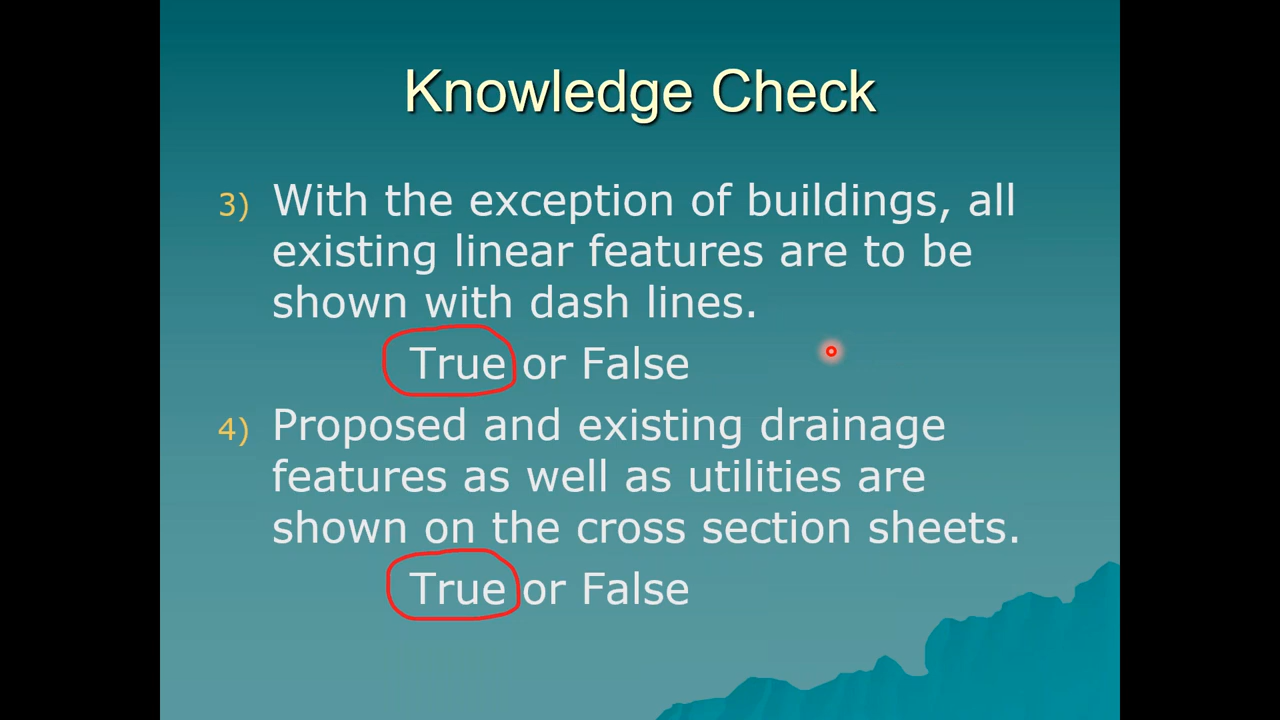 Knowledge Check
3) With the exception of buildings, all
existing linear features are to be
shown with dash lines.
True or False
4) Proposed and existing drainage
features as well as utilities are
shown on the cross section sheets.
True or False